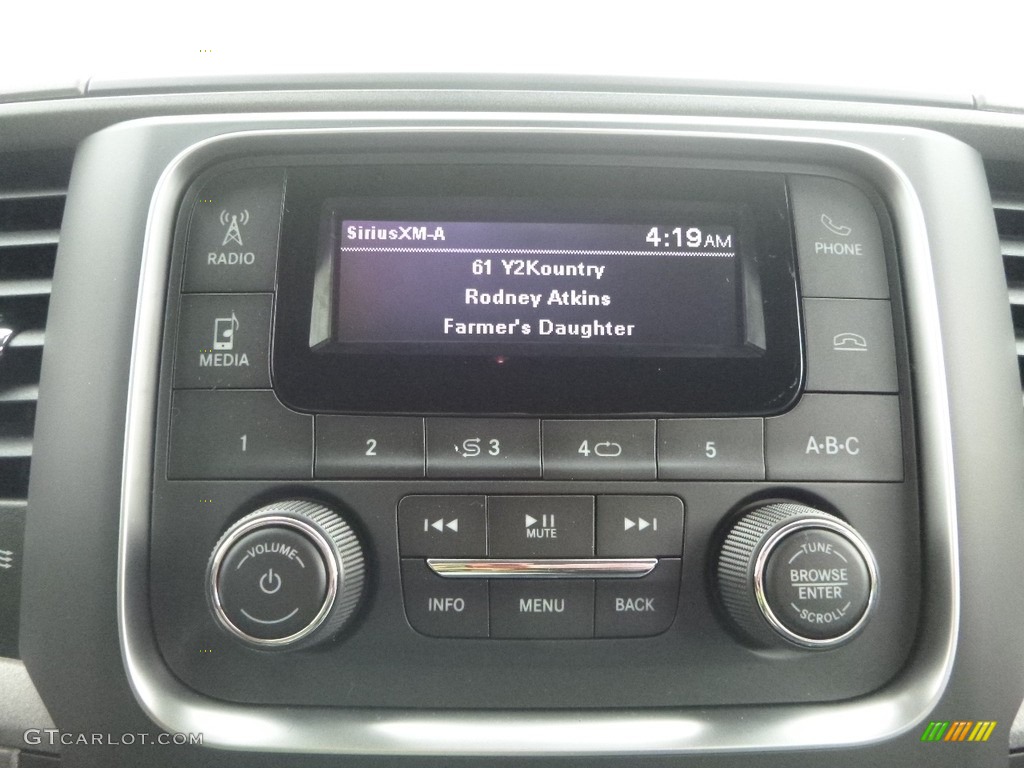 SiriusXM-A 4:19AM
61 Y2Kountry
Rodney Atkins
Farmer's Daughter
RADIO
MEDIA
PHONE
1 2 3 4 5 A·B·C
VOLUME
MUTE
INFO MENU BACK
TUNE
BROWSE
ENTER
SCROLL
GTCARLOT.COM